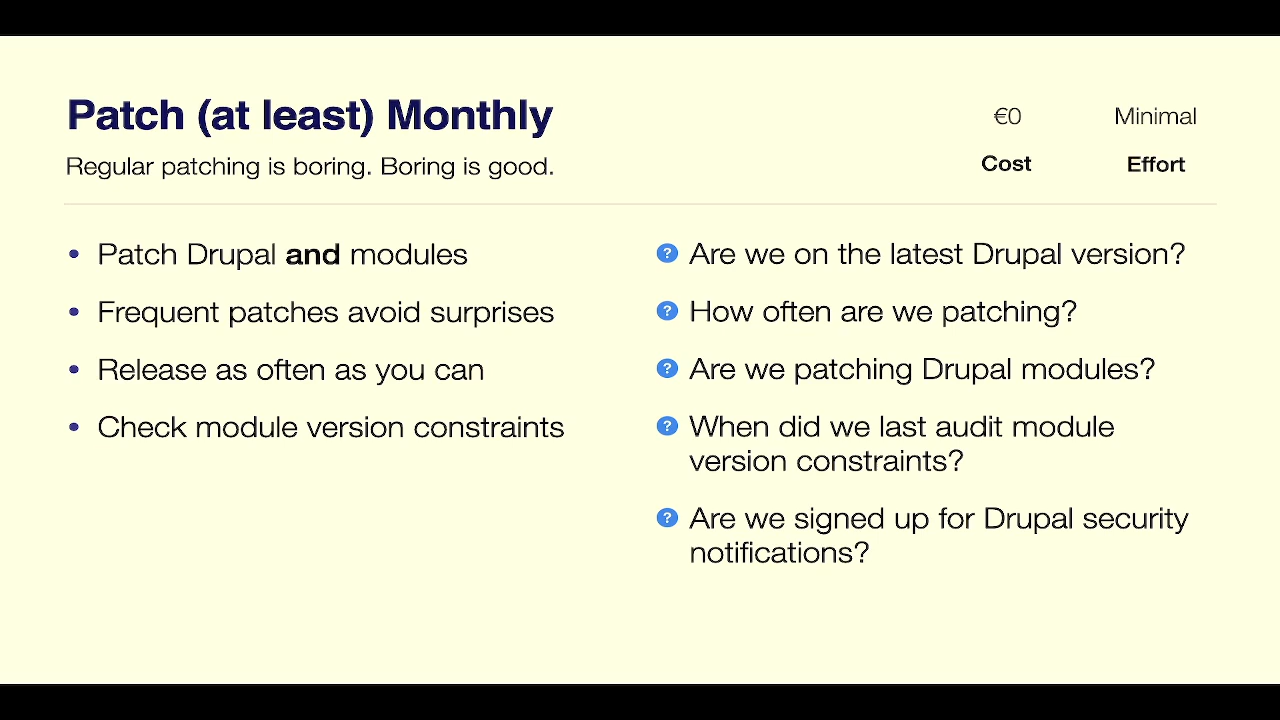 Patch (at least) Monthly
Regular patching is boring. Boring is good.
€0
Cost
Minimal
Effort
• Patch Drupal and modules
• Frequent patches avoid surprises
• Release as often as you can
• Check module version constraints
? Are we on the latest Drupal version?
? How often are we patching?
? Are we patching Drupal modules?
? When did we last audit module
version constraints?
? Are we signed up for Drupal security
notifications?